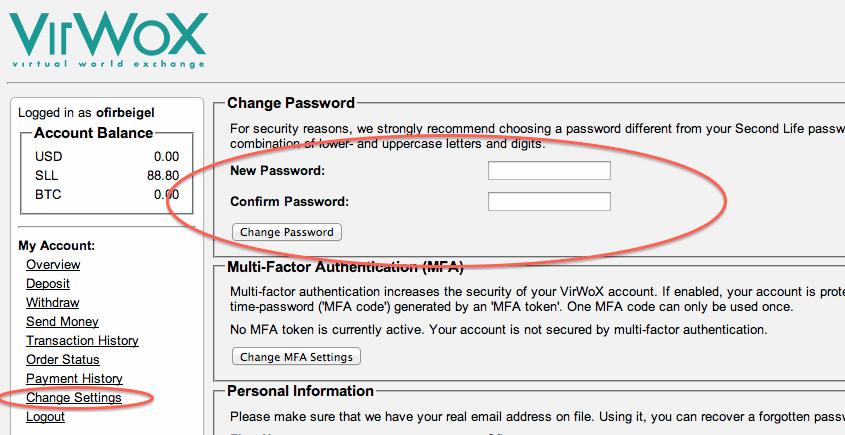 VirWoX
virtual world exchange
Logged in as ofirbeigel
Account Balance
USD 0.00
SLL 88.80
BTC 0.00
My Account:
Overview
Deposit
Withdraw
Send Money
Transaction History
Order Status
Payment History
Change Settings
Logout
Change Password
For security reasons, we strongly recommend choosing a password different from your Second Life passw
combination of lower- and uppercase letters and digits.
New Password:
Confirm Password:
Change Password
Multi-Factor Authentication (MFA)
Multi-factor authentication increases the security of your VirWoX account. If enabled, your account is prote
time-password ('MFA code') generated by an 'MFA token'. One MFA code can only be used once.
No MFA token is currently active. Your account is not secured by multi-factor authentication.
Change MFA Settings
Personal Information
Please make sure that we have your real email address on file. Using it, you can recover a forgotten passw